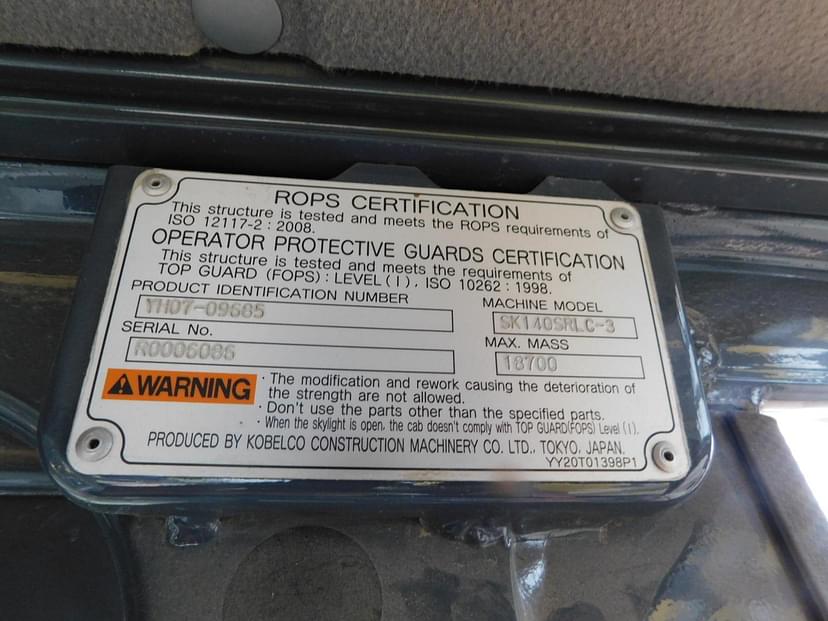 ROPS CERTIFICATION
This structure is tested and meets the ROPS requirements of
ISO 12117-2 : 2008.
OPERATOR PROTECTIVE GUARDS CERTIFICATION
This structure is tested and meets the requirements of
TOP GUARD (FOPS) : LEVEL ( I ), ISO 10262 : 1998.
PRODUCT IDENTIFICATION NUMBER
YH07-09685
MACHINE MODEL
SK140SRLC-3
SERIAL No.
R0006086
MAX. MASS
18700
WARNING
· The modification and rework causing the deterioration of
the strength are not allowed.
· Don't use the parts other than the specified parts.
· When the skylight is open, the cab doesn't comply with TOP GUARD(FOPS) Level ( I ).
PRODUCED BY KOBELCO CONSTRUCTION MACHINERY CO. LTD., TOKYO, JAPAN.
YY20T01398P1